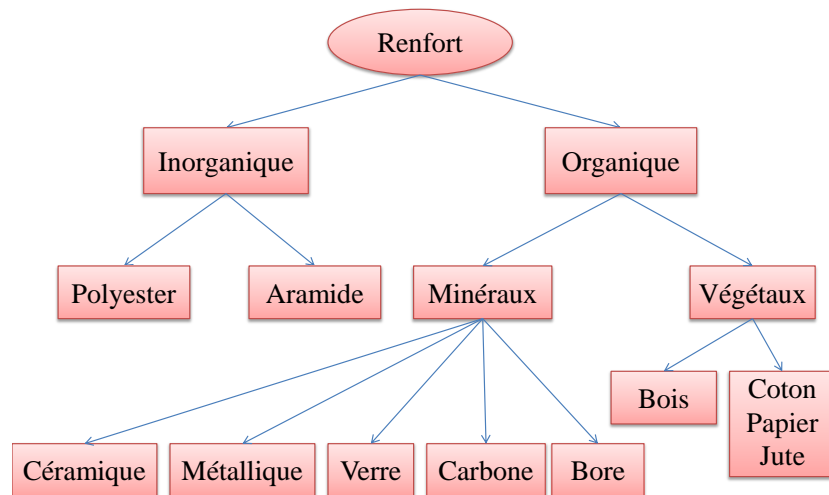 Renfort
Inorganique
Organique
Polyester
Aramide
Minéraux
Végétaux
Bois
Coton
Papier
Jute
Céramique
Métallique
Verre
Carbone
Bore